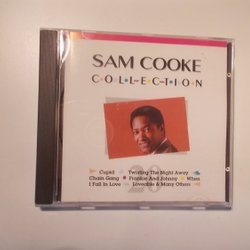 SAM COOKE
COLLECTION
20
Cupid Twisting The Night Away
Chain Gang Frankie And Johnny When
I Fall In Love Loveable & Many Others